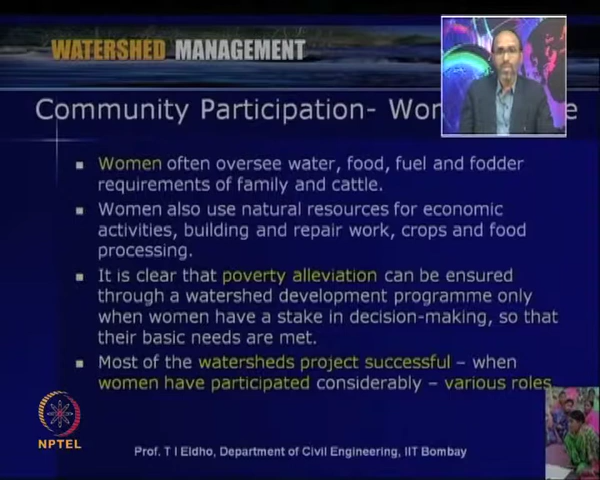 WATERSHED MANAGEMENT
Community Participation- Wo e
Women often oversee water, food, fuel and fodder
requirements of family and cattle.
Women also use natural resources for economic
activities, building and repair work, crops and food
processing.
It is clear that poverty alleviation can be ensured
through a watershed development programme only
when women have a stake in decision-making, so that
their basic needs are met.
Most of the watersheds project successful – when
women have participated considerably – various roles
NPTEL
Prof. T I Eldho, Department of Civil Engineering, IIT Bombay